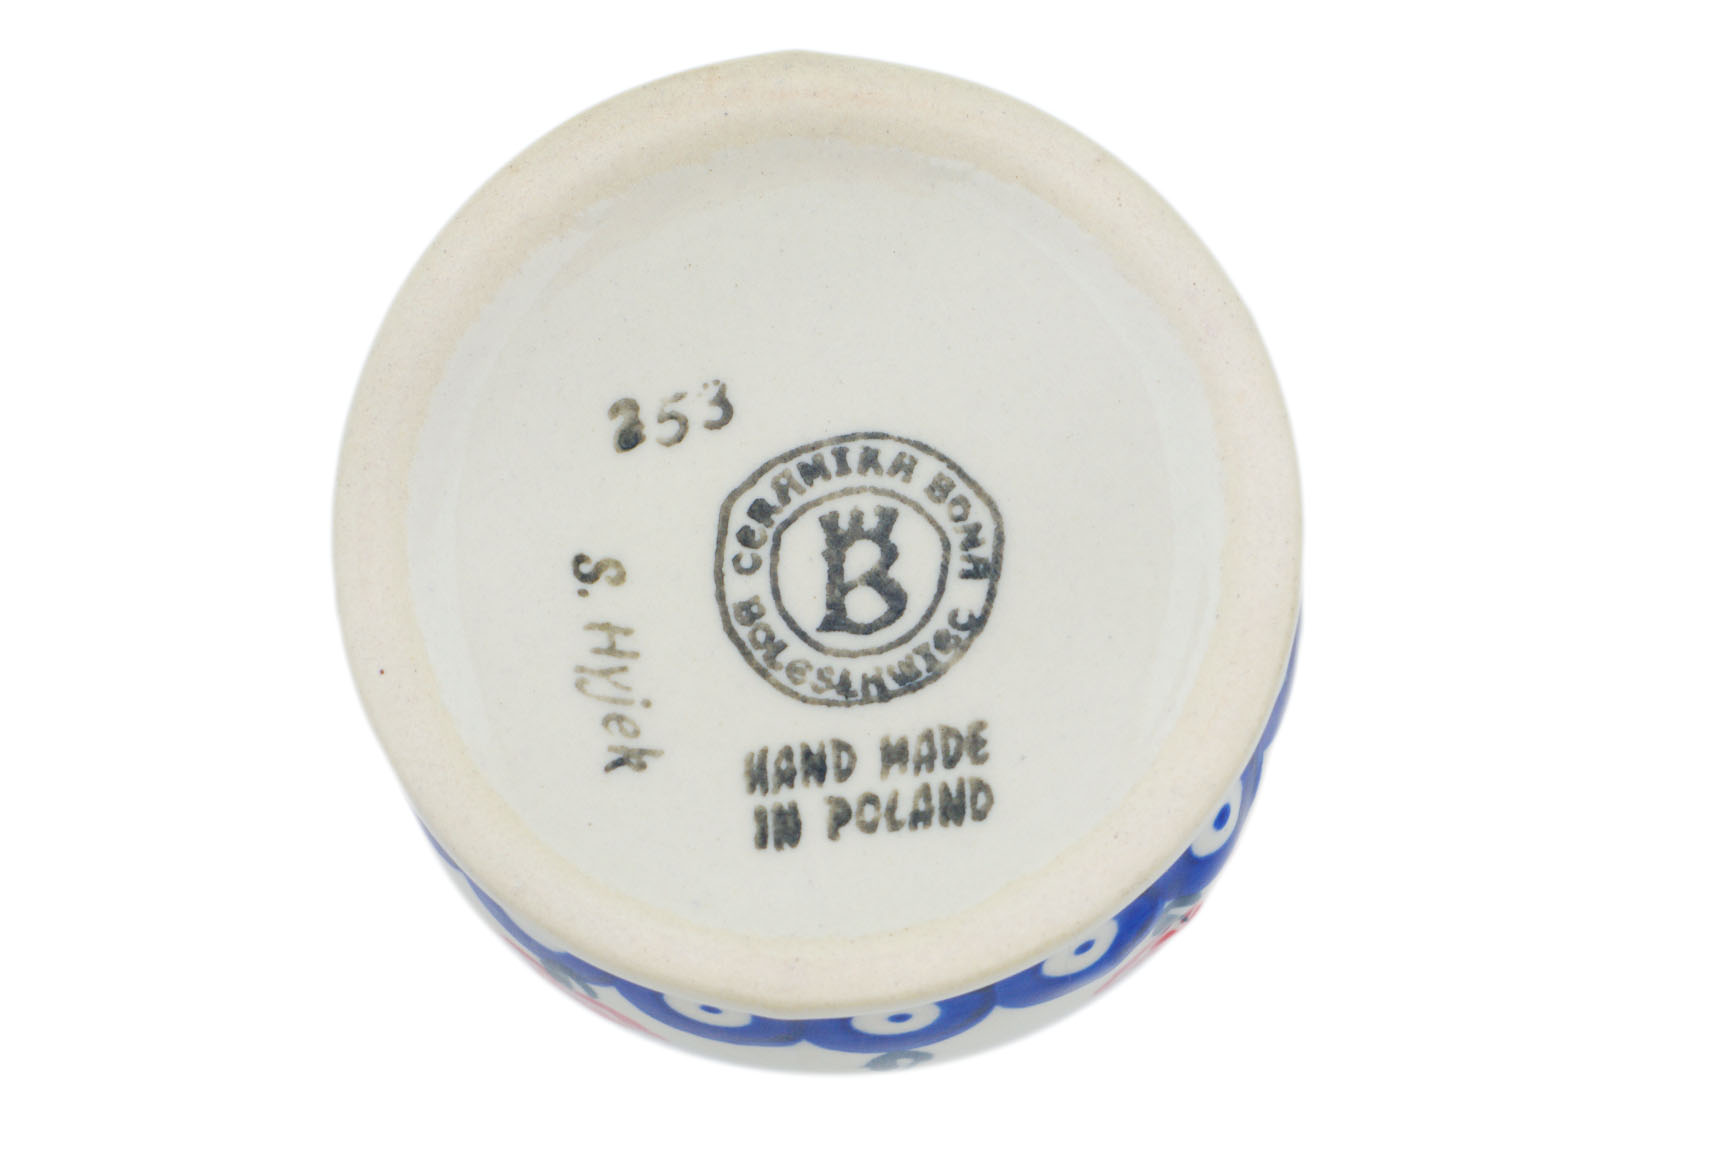 253
CERAMIKA BONA
B
BOLESŁAWIEC
S. Hyjek
HAND MADE
IN POLAND